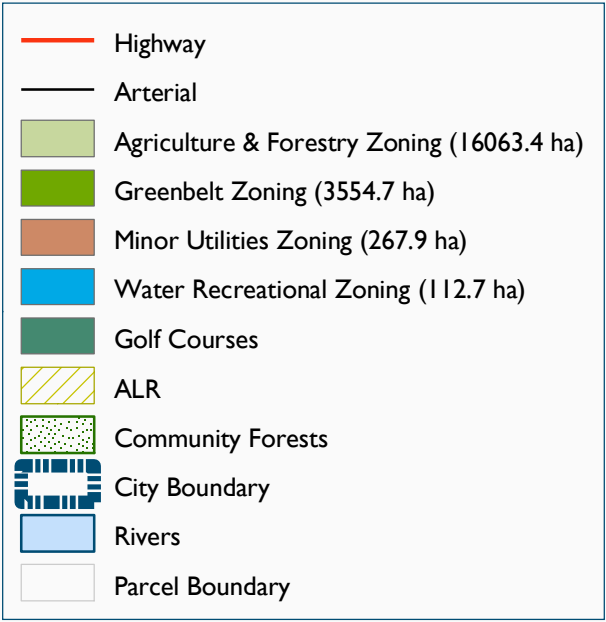 Highway
Arterial
Agriculture & Forestry Zoning (16063.4 ha)
Greenbelt Zoning (3554.7 ha)
Minor Utilities Zoning (267.9 ha)
Water Recreational Zoning (112.7 ha)
Golf Courses
ALR
Community Forests
City Boundary
Rivers
Parcel Boundary